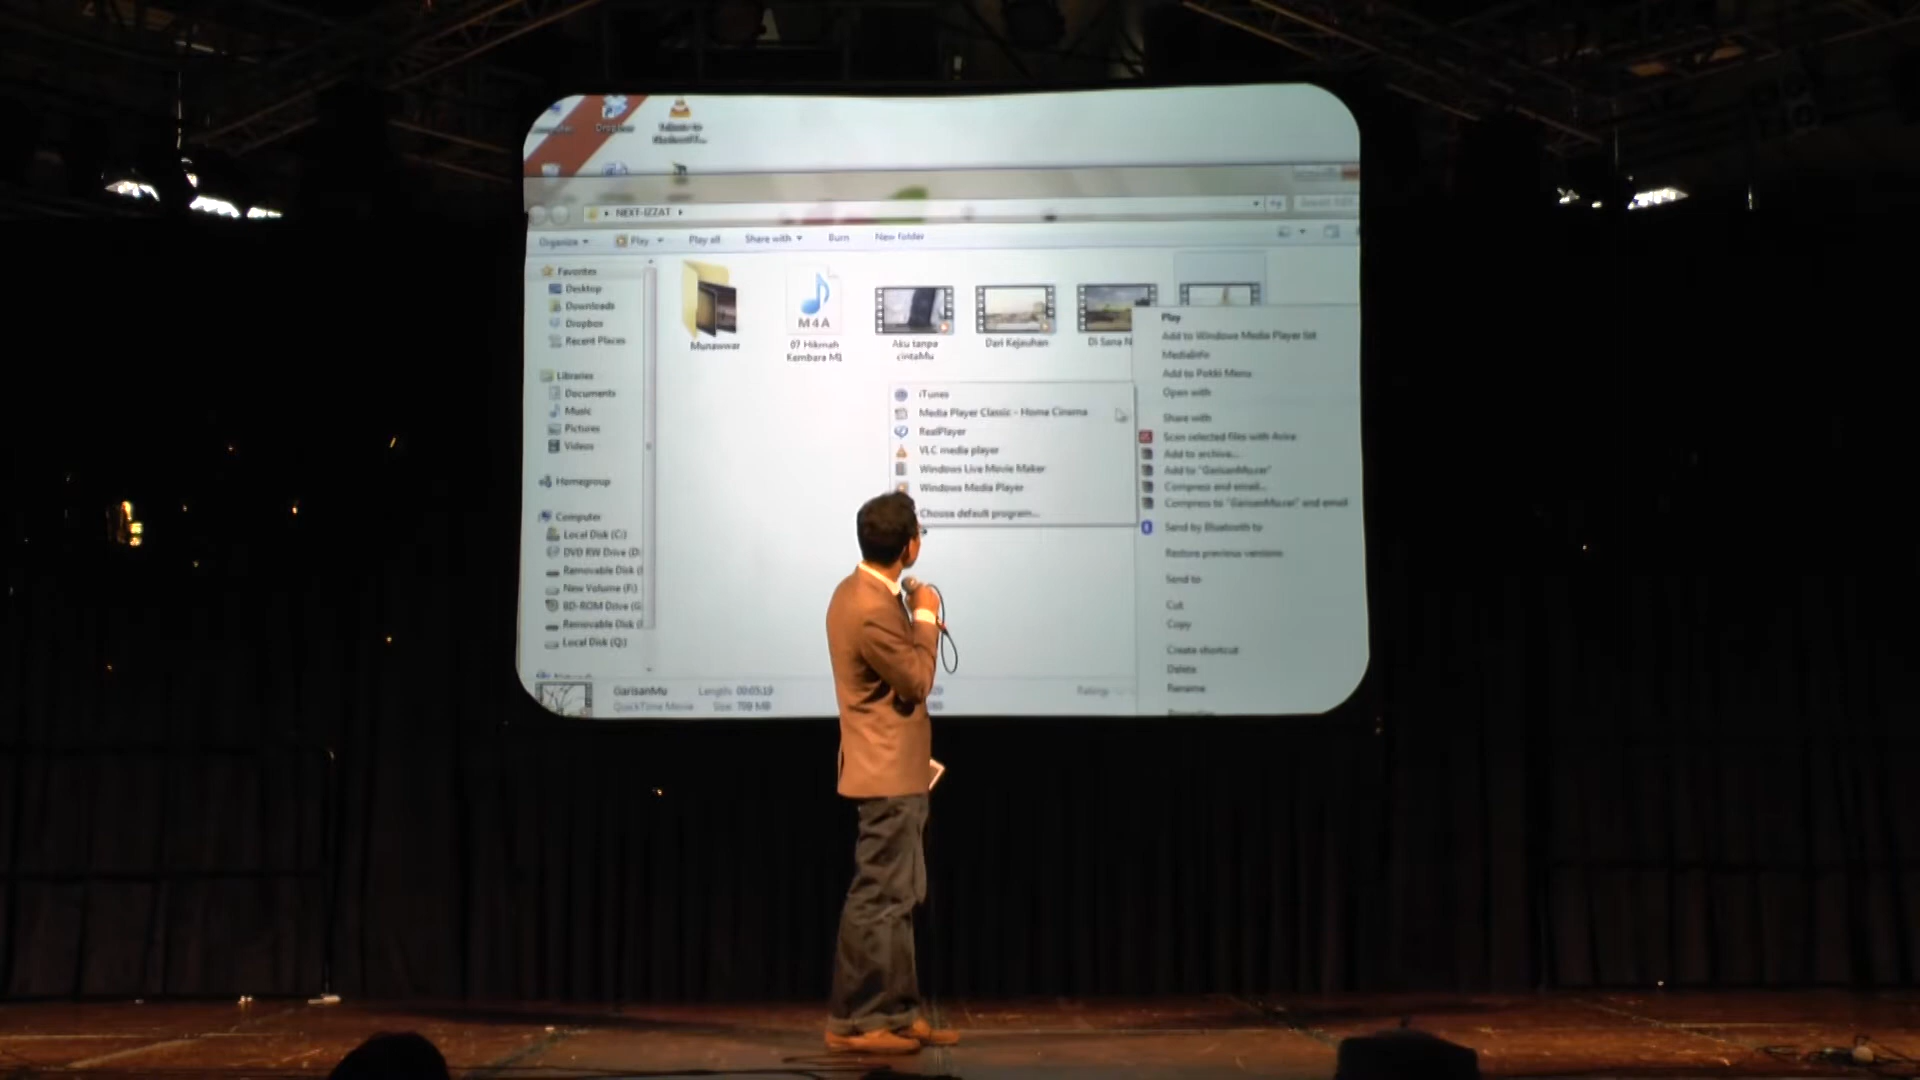 Computer
Dropbox
NEXT-IZZAT
Organize
Play
Play all
Share with
Burn
New folder
Favorites
Desktop
Downloads
Dropbox
Recent Places
Libraries
Documents
Music
Pictures
Videos
Homegroup
Computer
Local Disk (C:)
DVD RW Drive (D:
Removable Disk (
New Volume (F:)
BD-ROM Drive (G
Removable Disk (
Local Disk (Q:)
Munawwar
M4A
07 Hikmah
Kembara M1
Aku tanpa
cintaMu
Dari Kejauhan
Di Sana N
iTunes
Media Player Classic - Home Cinema
RealPlayer
VLC media player
Windows Live Movie Maker
Windows Media Player
Choose default program...
Play
Add to Windows Media Player list
MediaInfo
Add to Pokki Menu
Open with
Share with
Scan selected files with Avira
Add to archive...
Add to "GarisanMu.rar"
Compress and email...
Compress to "GarisanMu.rar" and email
Send by Bluetooth to
Restore previous versions
Send to
Cut
Copy
Create shortcut
Delete
Rename
GarisanMu
Length: 00:05:19
QuickTime Movie
Size: 709 MB
Rating: